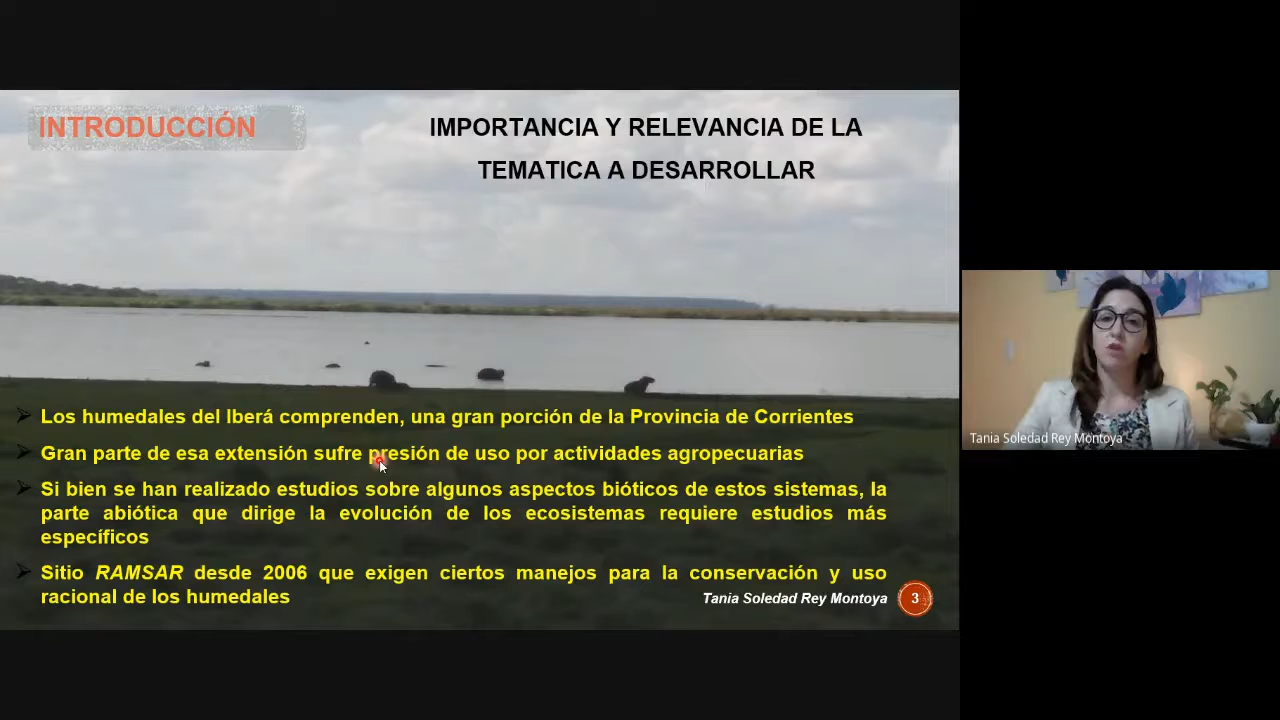 INTRODUCCIÓN
IMPORTANCIA Y RELEVANCIA DE LA
TEMATICA A DESARROLLAR
Los humedales del Iberá comprenden, una gran porción de la Provincia de Corrientes
Gran parte de esa extensión sufre presión de uso por actividades agropecuarias
Si bien se han realizado estudios sobre algunos aspectos bióticos de estos sistemas, la
parte abiótica que dirige la evolución de los ecosistemas requiere estudios más
específicos
Sitio RAMSAR desde 2006 que exigen ciertos manejos para la conservación y uso
racional de los humedales
Tania Soledad Rey Montoya
3
Tania Soledad Rey Montoya